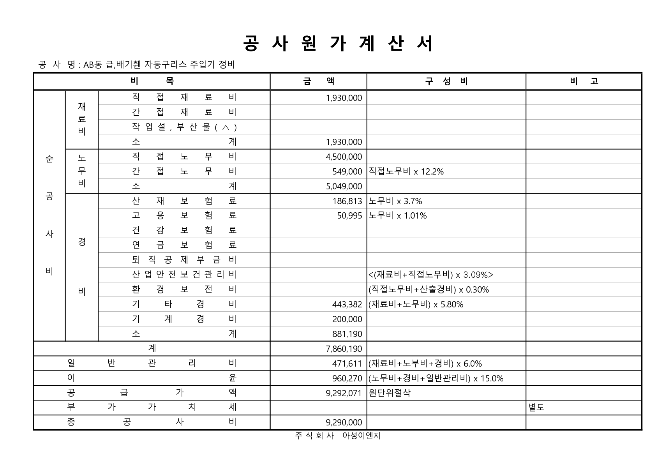 공 사 원 가 계 산 서
공 사 명 : AB동 급,배기휀 자동구리스 주입기 정비
비 목 금 액 구 성 비 비 고
순 공 사 비
재 료 비
직 접 재 료 비 1,930,000
간 접 재 료 비
작 업 설 , 부 산 물 ( △ )
소 계 1,930,000
노 무 비
직 접 노 무 비 4,500,000
간 접 노 무 비 549,000 직접노무비 x 12.2%
소 계 5,049,000
경 비
산 재 보 험 료 186,813 노무비 x 3.7%
고 용 보 험 료 50,995 노무비 x 1.01%
건 강 보 험 료
연 금 보 험 료
퇴 직 공 제 부 금 비
산 업 안 전 보 건 관 리 비 <(재료비+직접노무비) x 3.09%>
환 경 보 전 비 (직접노무비+산출경비) x 0.30%
기 타 경 비 443,382 (재료비+노무비) x 5.80%
기 계 경 비 200,000
소 계 881,190
계 7,860,190
일 반 관 리 비 471,611 (재료비+노무비+경비) x 6.0%
이 윤 960,270 (노무비+경비+일반관리비) x 15.0%
공 급 가 액 9,292,071 원단위절삭
부 가 가 치 세 별도
총 공 사 비 9,290,000
주 식 회 사 아성이엔지